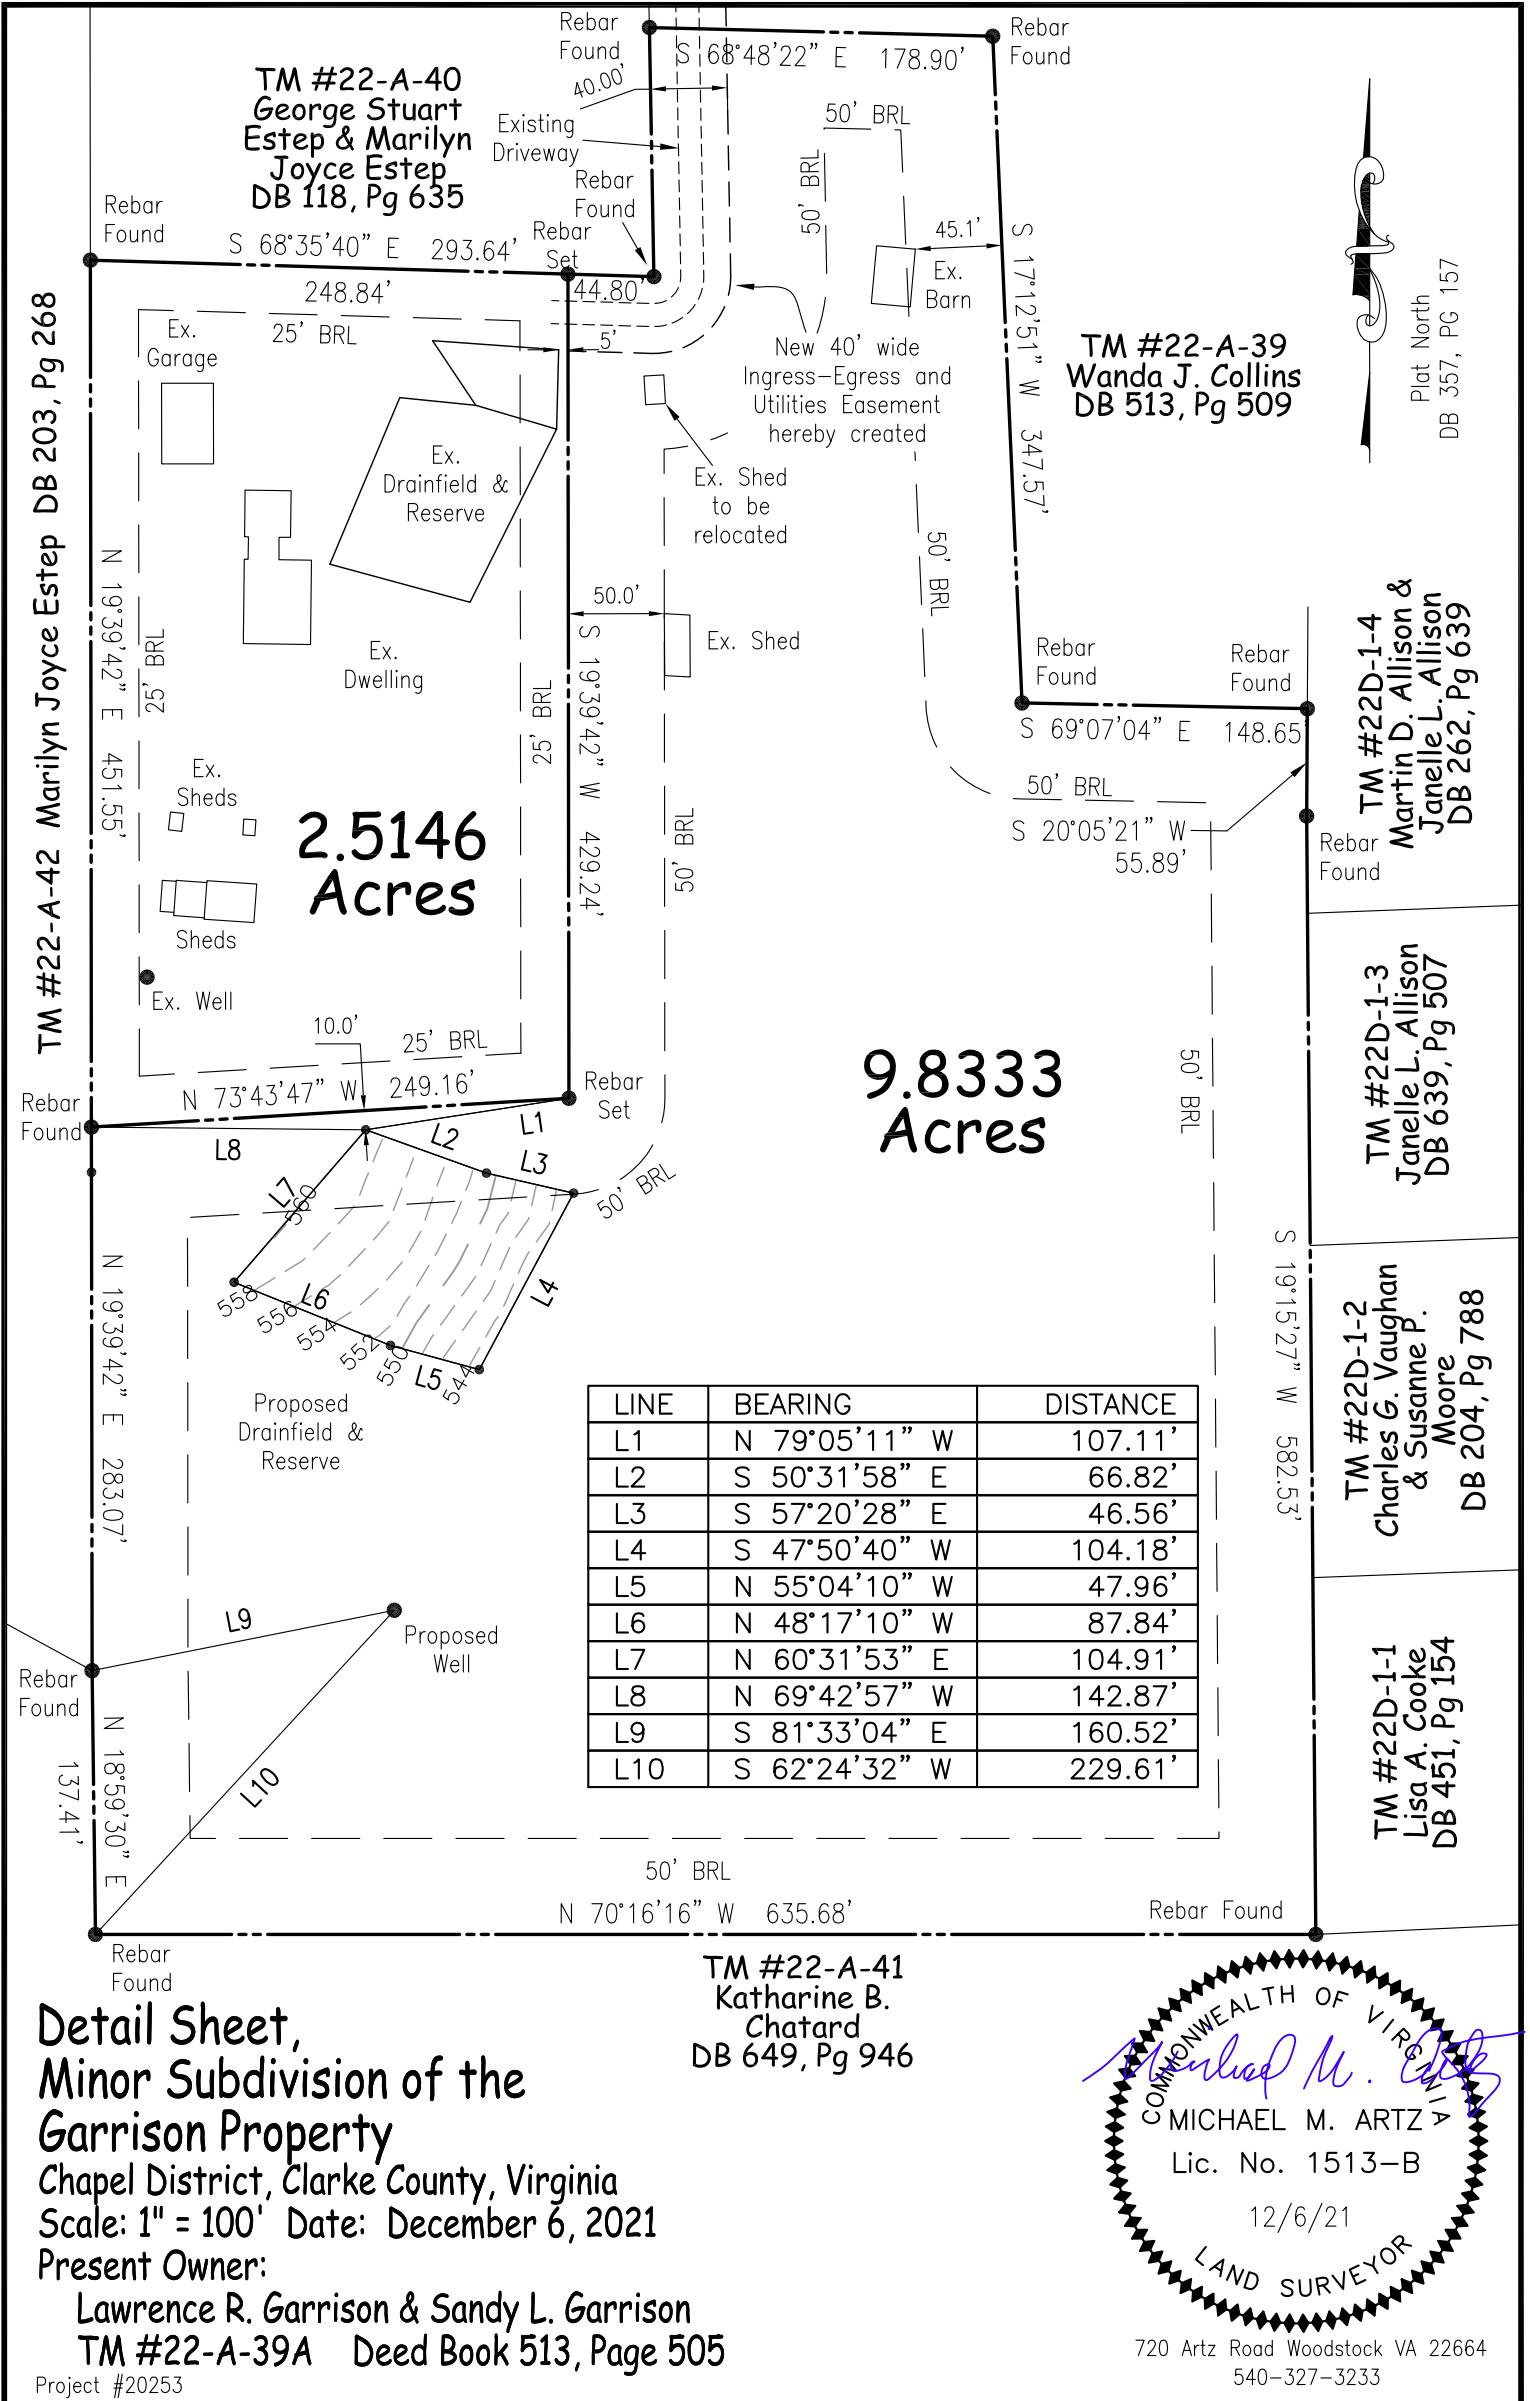 Rebar
Found
S 68°48'22" E 178.90'
Rebar
Found
TM #22-A-40
George Stuart
Estep & Marilyn
Joyce Estep
DB 118, Pg 635
40.00'
Existing
Driveway
Rebar
Found
50' BRL
50' BRL
45.1'
Ex.
Barn
S 17°12'51" W 347.57'
Plat North
DB 357, PG 157
Rebar
Found
S 68°35'40" E 293.64'
Rebar
Set
248.84'
44.80'
25' BRL
5'
Ex.
Garage
New 40' wide
Ingress-Egress and
Utilities Easement
hereby created
TM #22-A-39
Wanda J. Collins
DB 513, Pg 509
TM #22-A-42 Marilyn Joyce Estep DB 203, Pg 268
Ex.
Drainfield &
Reserve
Ex. Shed
to be
relocated
N 19°39'42" E 451.55'
25' BRL
50' BRL
50.0'
Ex. Shed
Ex.
Dwelling
25' BRL
S 19°39'42" W 429.24'
Rebar
Found
Rebar
Found
S 69°07'04" E 148.65'
TM #22D-1-4
Martin D. Allison &
Janelle L. Allison
DB 262, Pg 639
Ex.
Sheds
50' BRL
50' BRL
S 20°05'21" W
55.89'
Rebar
Found
2.5146
Acres
Sheds
Ex. Well
TM #22D-1-3
Janelle L. Allison
DB 639, Pg 507
10.0'
25' BRL
N 73°43'47" W 249.16'
Rebar
Set
Rebar
Found
9.8333
Acres
50' BRL
L1
L2
L3
L8
L7
560
50' BRL
L4
558
L6
556
554
552
550
L5
544
N 19°39'42" E 283.07'
Proposed
Drainfield &
Reserve
S 19°15'27" W 582.53'
TM #22D-1-2
Charles G. Vaughan
& Susanne P.
Moore
DB 204, Pg 788
LINE BEARING DISTANCE
L1 N 79°05'11" W 107.11'
L2 S 50°31'58" E 66.82'
L3 S 57°20'28" E 46.56'
L4 S 47°50'40" W 104.18'
L5 N 55°04'10" W 47.96'
L6 N 48°17'10" W 87.84'
L7 N 60°31'53" E 104.91'
L8 N 69°42'57" W 142.87'
L9 S 81°33'04" E 160.52'
L10 S 62°24'32" W 229.61'
L9
Proposed
Well
Rebar
Found
L10
N 18°59'30" E
137.41'
TM #22D-1-1
Lisa A. Cooke
DB 451, Pg 154
50' BRL
N 70°16'16" W 635.68'
Rebar Found
Rebar
Found
TM #22-A-41
Katharine B.
Chatard
DB 649, Pg 946
Detail Sheet,
Minor Subdivision of the
Garrison Property
Chapel District, Clarke County, Virginia
Scale: 1" = 100' Date: December 6, 2021
Present Owner:
Lawrence R. Garrison & Sandy L. Garrison
TM #22-A-39A Deed Book 513, Page 505
Project #20253
COMMONWEALTH OF VIRGINIA
Michael M. Artz
MICHAEL M. ARTZ
Lic. No. 1513-B
12/6/21
LAND SURVEYOR
720 Artz Road Woodstock VA 22664
540-327-3233